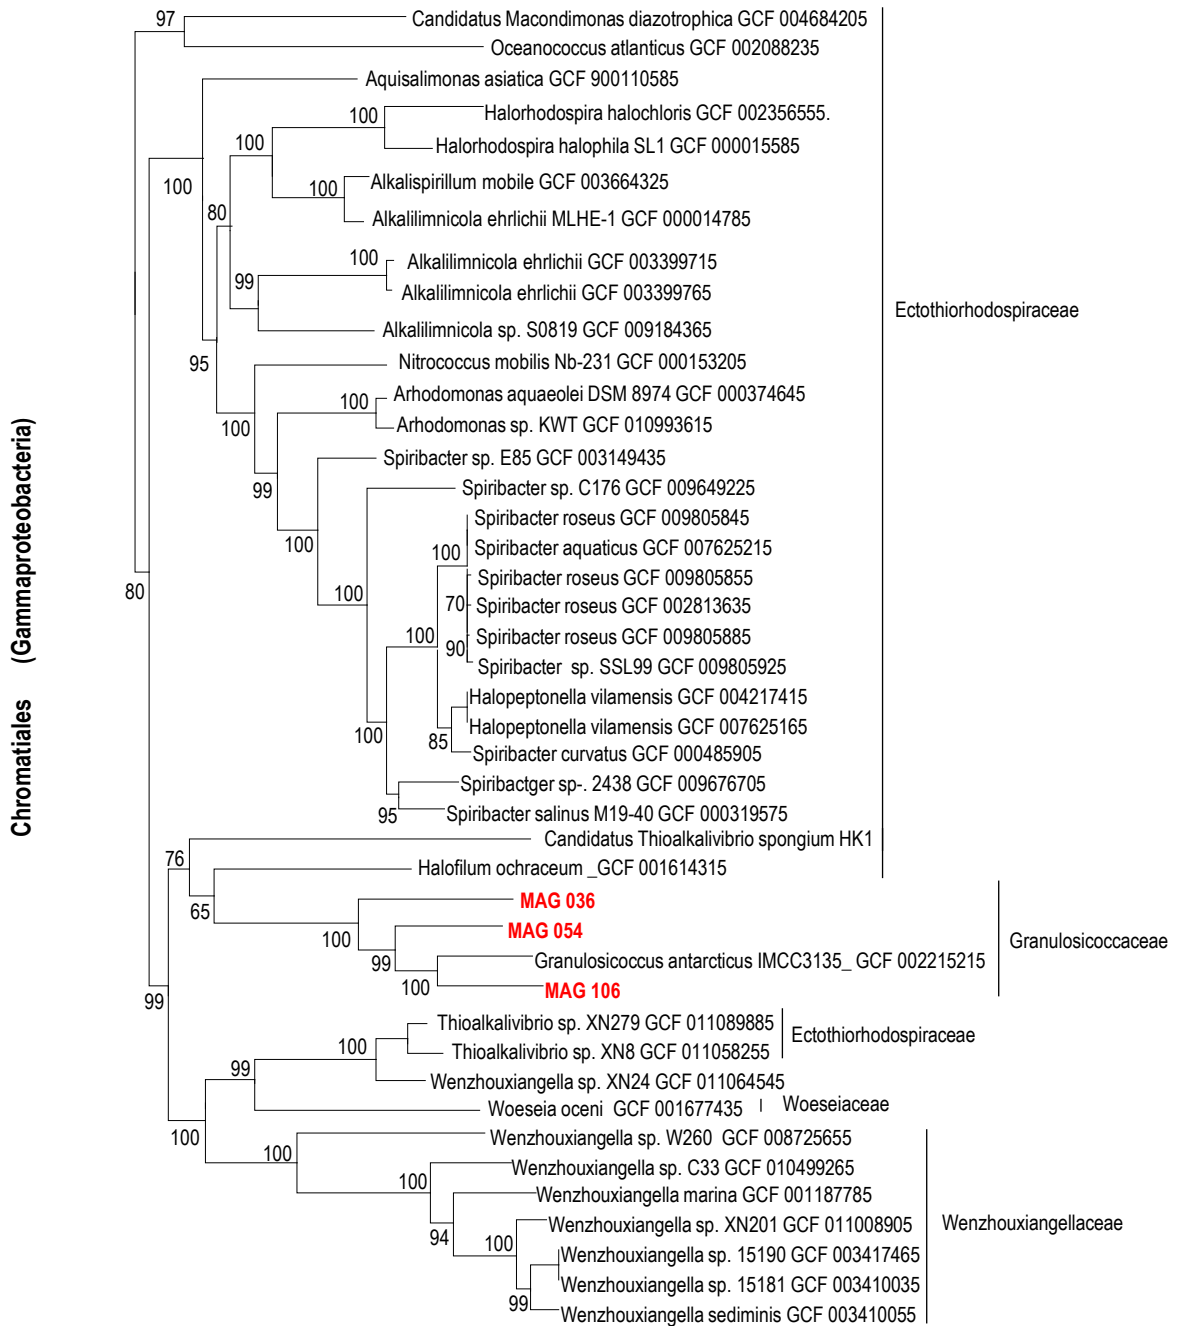 97
Candidatus Macondimonas diazotrophica GCF 004684205
Oceanococcus atlanticus GCF 002088235
Aquisalimonas asiatica GCF 900110585
100
Halorhodospira halochloris GCF 002356555.
100
Halorhodospira halophila SL1 GCF 000015585
100
100
Alkalispirillum mobile GCF 003664325
80
Alkalilimnicola ehrlichii MLHE-1 GCF 000014785
100
Alkalilimnicola ehrlichii GCF 003399715
99
Alkalilimnicola ehrlichii GCF 003399765
Ectothiorhodospiraceae
Alkalilimnicola sp. S0819 GCF 009184365
95
Nitrococcus mobilis Nb-231 GCF 000153205
100
Arhodomonas aquaeolei DSM 8974 GCF 000374645
100
Arhodomonas sp. KWT GCF 010993615
Spiribacter sp. E85 GCF 003149435
99
Spiribacter sp. C176 GCF 009649225
Spiribacter roseus GCF 009805845
100
100
Spiribacter aquaticus GCF 007625215
Spiribacter roseus GCF 009805855
80
100
70
Spiribacter roseus GCF 002813635
100
Spiribacter roseus GCF 009805885
90
Spiribacter  sp. SSL99 GCF 009805925
Halopeptonella vilamensis GCF 004217415
Halopeptonella vilamensis GCF 007625165
100
85
Spiribacter curvatus GCF 000485905
Spiribactger sp-. 2438 GCF 009676705
95
Spiribacter salinus M19-40 GCF 000319575
Chromatiales (Gammaproteobacteria)
Candidatus Thioalkalivibrio spongium HK1
76
Halofilum ochraceum _GCF 001614315
MAG 036
65
MAG 054
100
Granulosicoccaceae
99
Granulosicoccus antarcticus IMCC3135_ GCF 002215215
100
MAG 106
99
Thioalkalivibrio sp. XN279 GCF 011089885
Ectothiorhodospiraceae
100
Thioalkalivibrio sp. XN8 GCF 011058255
99
Wenzhouxiangella sp. XN24 GCF 011064545
Woeseia oceni  GCF 001677435
Woeseiaceae
100
100
Wenzhouxiangella sp. W260  GCF 008725655
Wenzhouxiangella sp. C33 GCF 010499265
100
Wenzhouxiangella marina GCF 001187785
94
100
Wenzhouxiangella sp. XN201 GCF 011008905
Wenzhouxiangellaceae
Wenzhouxiangella sp. 15190 GCF 003417465
Wenzhouxiangella sp. 15181 GCF 003410035
99
Wenzhouxiangella sediminis GCF 003410055